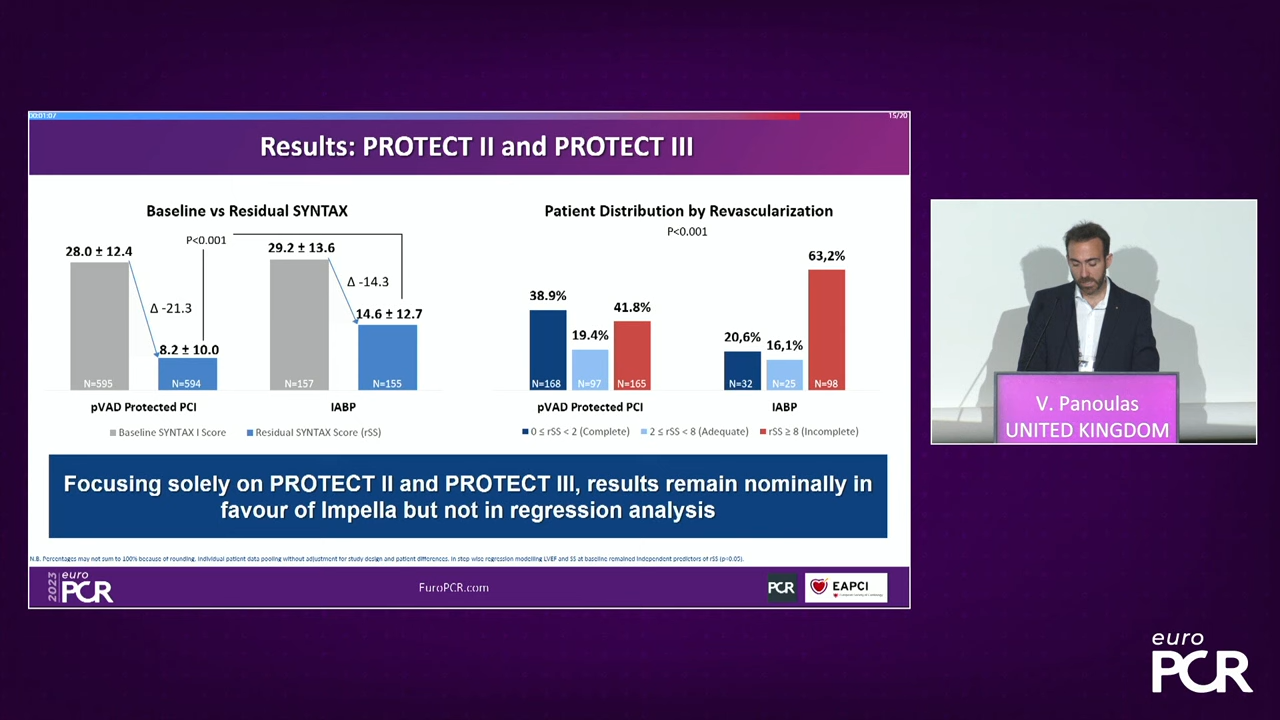 00:01:07
15/20
Results: PROTECT II and PROTECT III
Baseline vs Residual SYNTAX
P<0.001
28.0 ± 12.4
29.2 ± 13.6
Δ -21.3
Δ -14.3
8.2 ± 10.0
14.6 ± 12.7
N=595
N=594
N=157
N=155
pVAD Protected PCI
IABP
Baseline SYNTAX I Score
Residual SYNTAX Score (rSS)
Patient Distribution by Revascularization
P<0.001
38.9%
19.4%
41.8%
20,6%
16,1%
63,2%
N=168
N=97
N=165
N=32
N=25
N=98
pVAD Protected PCI
IABP
0 ≤ rSS < 2 (Complete)
2 ≤ rSS < 8 (Adequate)
rSS ≥ 8 (Incomplete)
Focusing solely on PROTECT II and PROTECT III, results remain nominally in
favour of Impella but not in regression analysis
N.B. Percentages may not sum to 100% because of rounding. Individual patient data pooling without adjustment for study design and patient differences. In step wise regression modelling LVEF and SS at baseline remained independent predictors of rSS (p<0.05).
2023
euro
PCR
EuroPCR.com
PCR
EAPCI
V. Panoulas
UNITED KINGDOM
euro
PCR